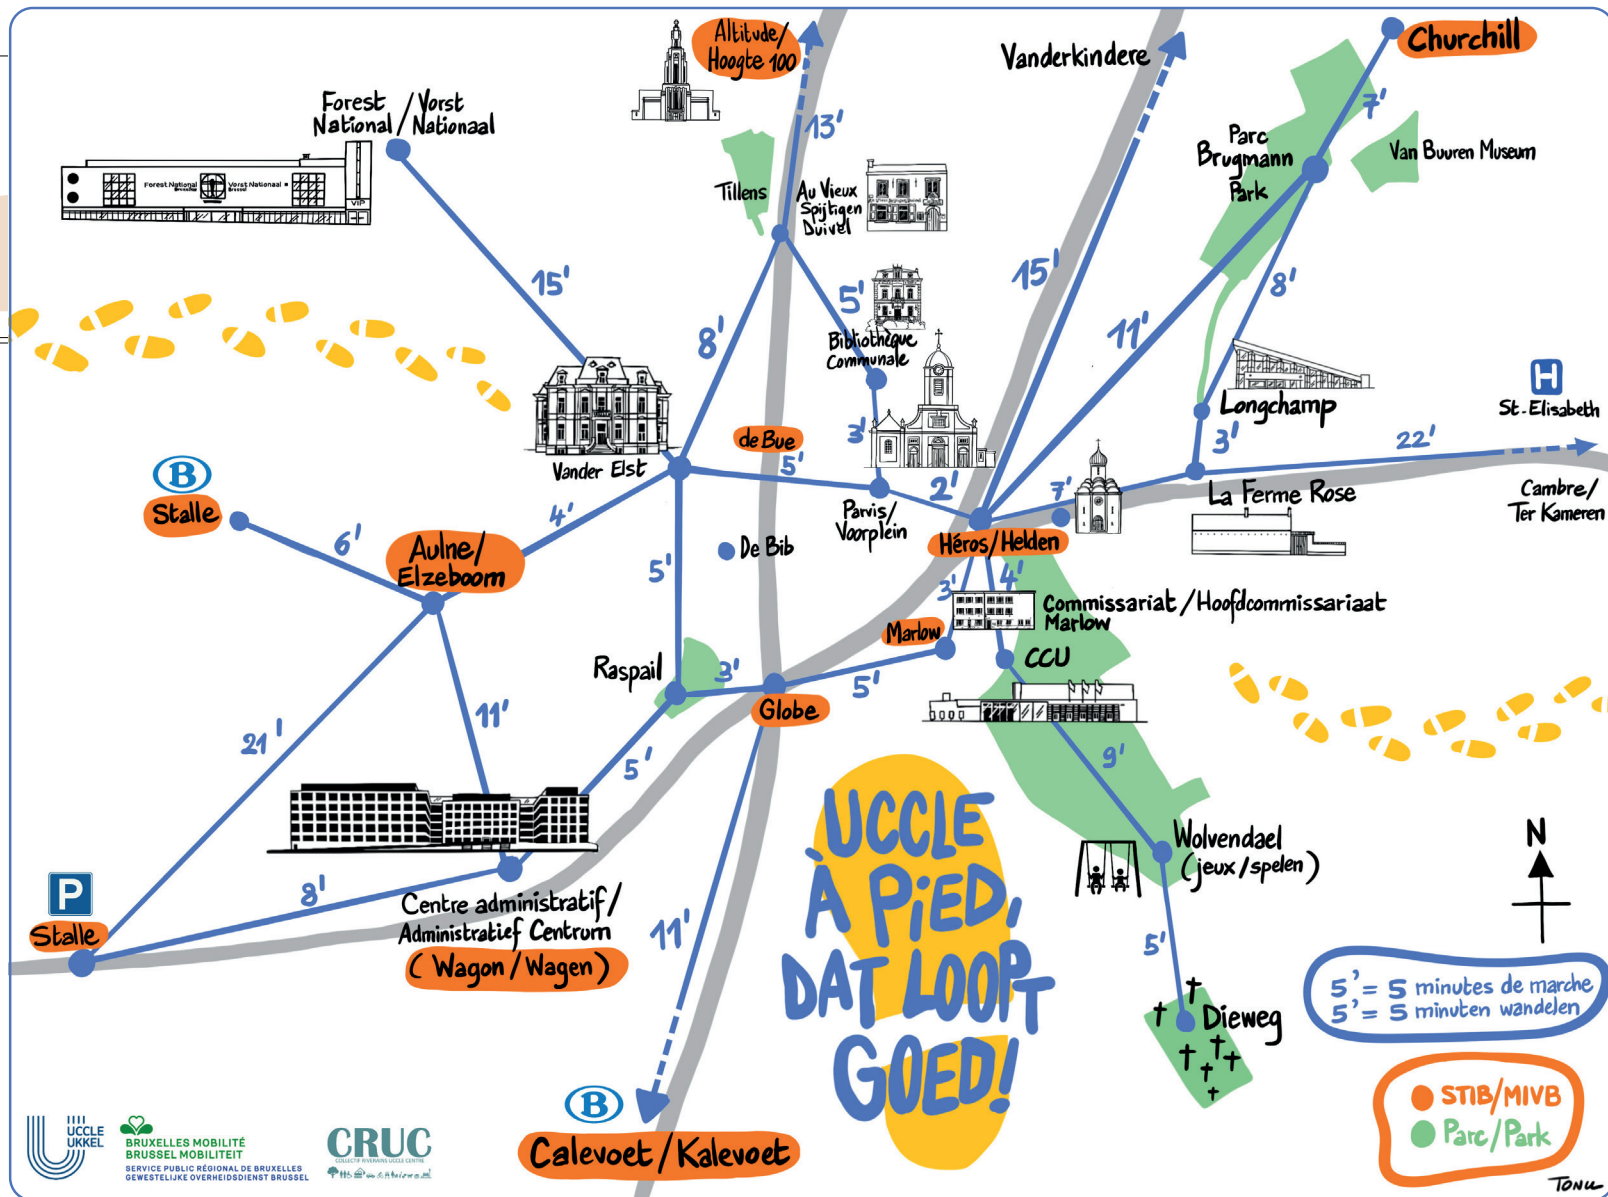 Altitude/
Hoogte 100
Churchill
Vanderkindere
Forest
National/
Vorst
Nationaal
Forest National
Vorst Nationaal
VIP
13'
7'
Parc
Brugmann
Park
Van Buuren Museum
Tillens
Au Vieux
Spijtigen
Duivel
15'
15'
5'
8'
8'
11'
Bibliothèque
Communale
Longchamp
H
St-Elisabeth
Vander Elst
de Bue
5'
3'
2'
7'
3'
22'
B
Stalle
4'
6'
Parvis/
Voorplein
Héros/Helden
La Ferme Rose
Cambre/
Ter Kameren
Aulne/
Elzeboom
De Bib
5'
3'
4'
Commissariat/Hoofdcommissariaat
Marlow
Marlow
CCU
Raspail
3'
5'
Globe
11'
21'
5'
9'
UCCLE
À PiED,
DAT LOOPT
GOED!
Wolvendael
(jeux/spelen)
N
P
Stalle
8'
Centre administratif/
Administratief Centrum
(Wagon/Wagen)
11'
5'
Dieweg
5' = 5 minutes de marche
5' = 5 minuten wandelen
STIB/MIVB
Parc/Park
B
Calevoet/Kalevoet
UCCLE
UKKEL
BRUXELLES MOBILITÉ
BRUSSEL MOBILITEIT
SERVICE PUBLIC RÉGIONAL DE BRUXELLES
GEWESTELIJKE OVERHEIDSDIENST BRUSSEL
CRUC
COLLECTIF RIVERAINS UCCLE CENTRE